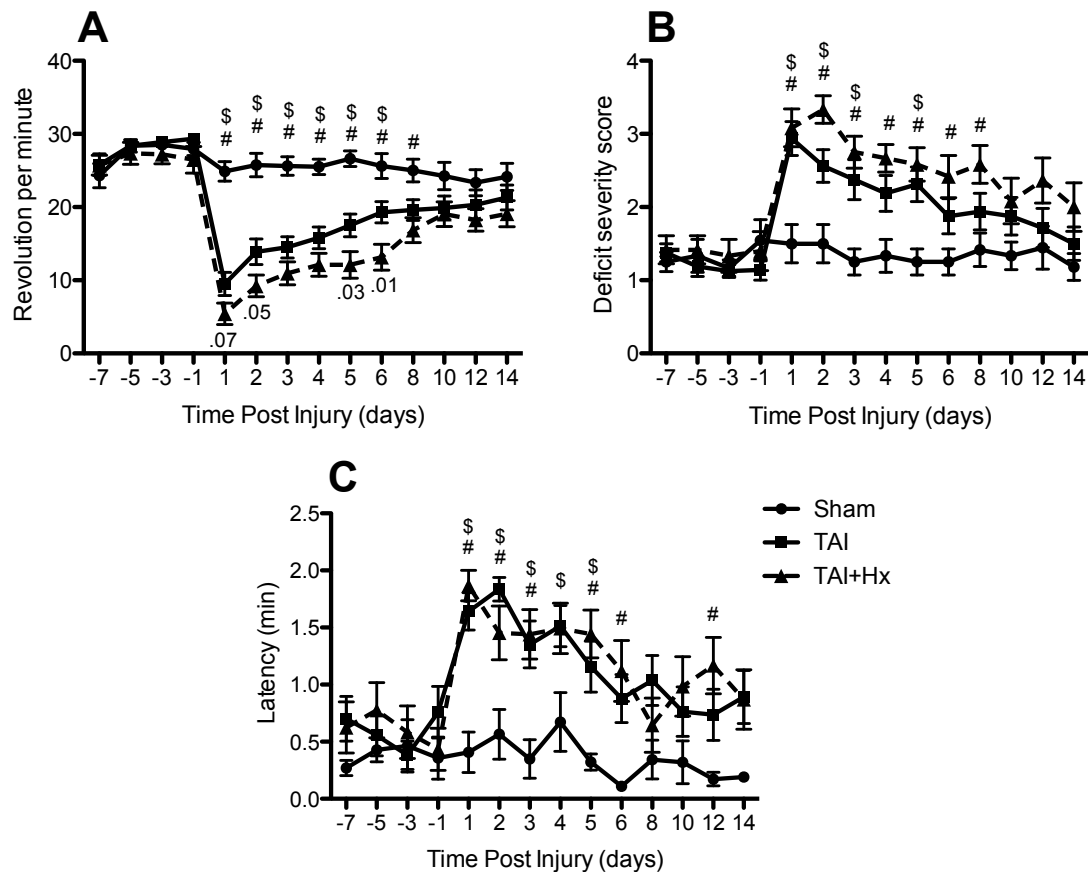 A
Revolution per minute
40
30
20
10
0
$ $ $ $ $ $
# # # # # # #
.07
.05
.03
.01
-7 -5 -3 -1 1 2 3 4 5 6 8 10 12 14
Time Post Injury (days)
B
Deficit severity score
4
3
2
1
0
$ $ $ $
# # # # # # #
-7 -5 -3 -1 1 2 3 4 5 6 8 10 12 14
Time Post Injury (days)
C
Latency (min)
2.5
2.0
1.5
1.0
0.5
0.0
$ $ $ $ $
# # # # # #
-7 -5 -3 -1 1 2 3 4 5 6 8 10 12 14
Time Post Injury (days)
Sham
TAI
TAI+Hx